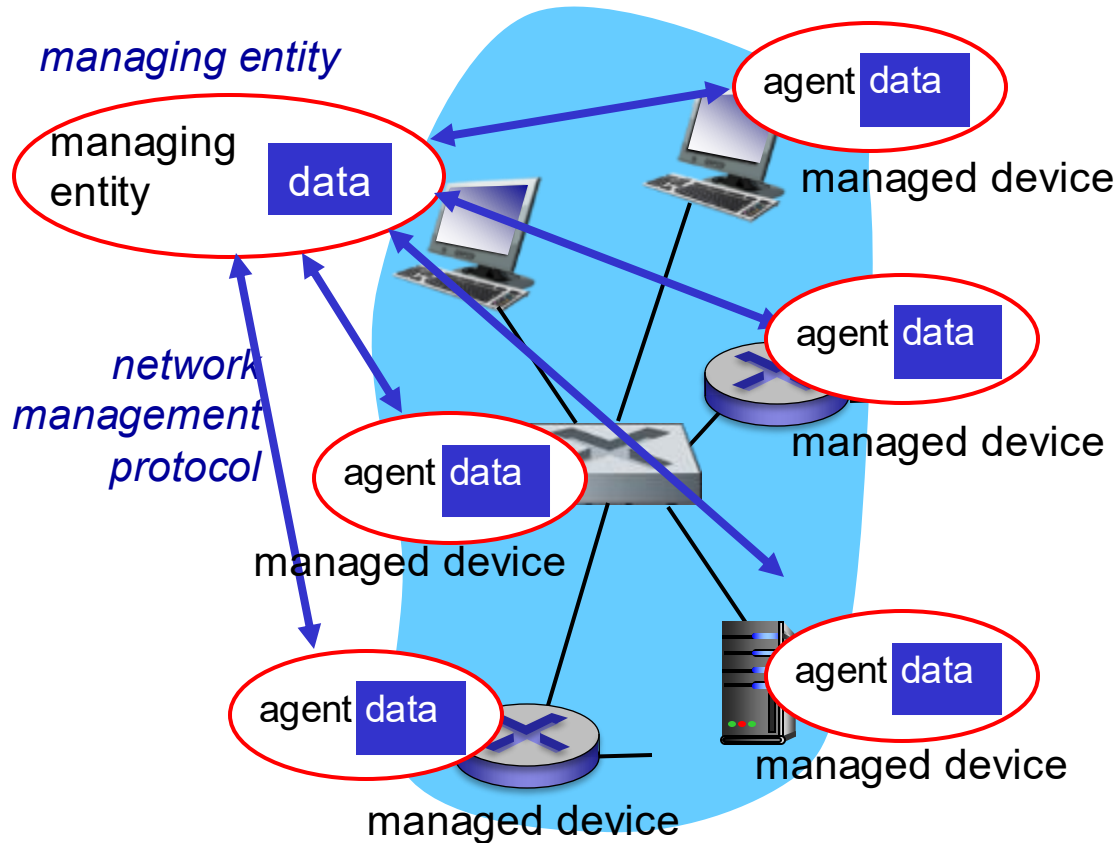 managing entity
managing
entity
data
agent data
managed device
agent data
managed device
network
management
protocol
agent data
managed device
agent data
managed device
agent data
managed device